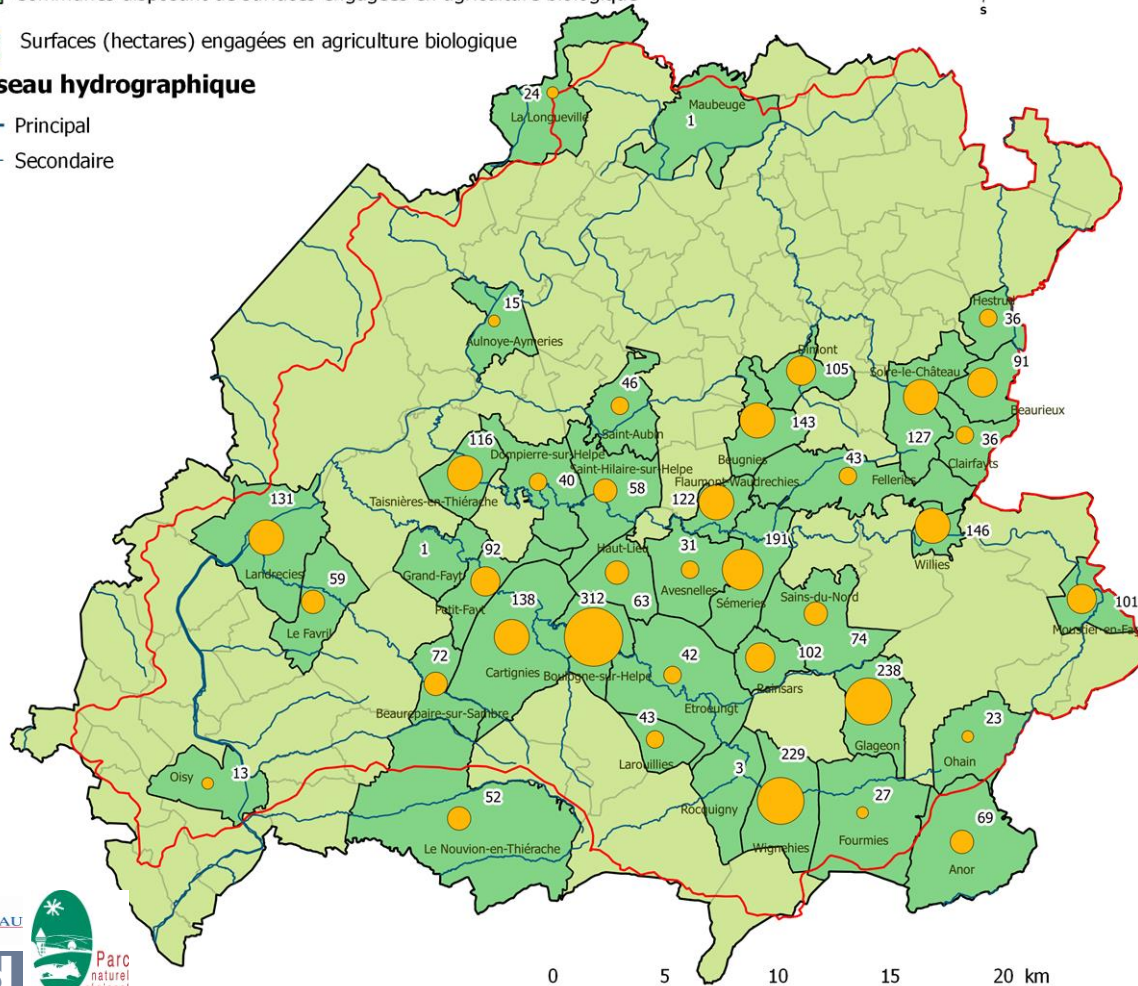 Surfaces (hectares) engagées en agriculture biologique
S
seau hydrographique
Principal
Secondaire
24
La Longueville
Maubeuge
1
15
Aulnoye-Aymeries
Hestrud
36
91
Beaurieux
Dimont
105
Solre-le-Château
127
36
Clairfayts
46
Saint-Aubin
143
Beugnies
43
Felleries
116
Taisnières-en-Thiérache
Dompierre-sur-Helpe
40
Saint-Hilaire-sur-Helpe
58
Flaumont-Waudrechies
122
146
Willies
131
Landrecies
59
Le Favril
1
Grand-Fayt
92
Petit-Fayt
Haut-Lieu
63
31
Avesnelles
191
Sémeries
Sains-du-Nord
74
101
138
Cartignies
312
Boulogne-sur-Helpe
72
Beaurepaire-sur-Sambre
42
Etroeungt
102
Rainsars
238
Glageon
43
Larouillies
23
Ohain
Oisy
13
52
Le Nouvion-en-Thiérache
3
Rocquigny
229
Wignehies
27
Fourmies
69
Anor
AU
Parc
naturel
0 5 10 15 20 km